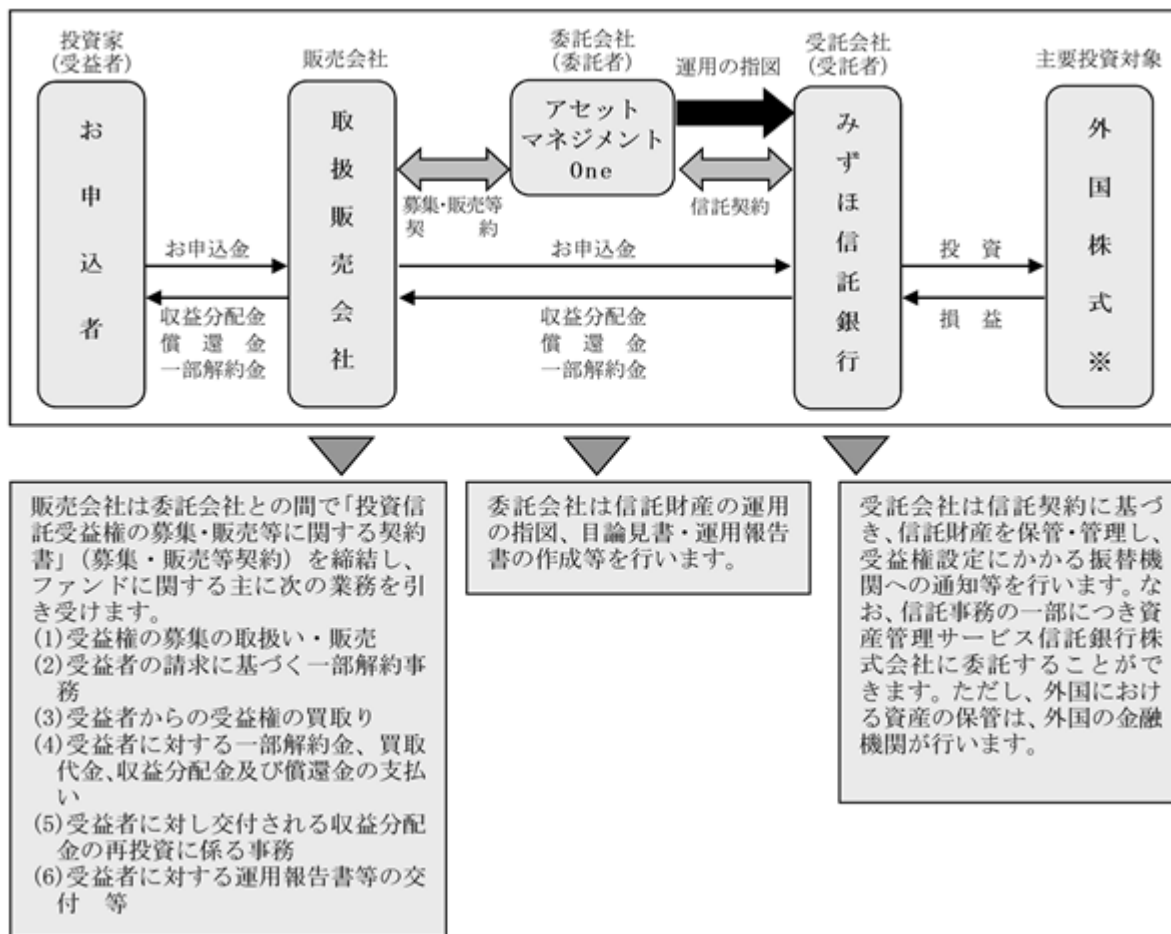 投資家
(受益者)
販売会社
委託会社
(委託者)
運用の指図
受託会社
(受託者)
主要投資対象
お申込者
取扱販売会社
アセット
マネジメント
One
みずほ信託銀行
外国株式※
募集・販売等
契約
信託契約
お申込金
お申込金
投資
収益分配金
償還金
一部解約金
収益分配金
償還金
一部解約金
損益
販売会社は委託会社との間で「投資信
託受益権の募集・販売等に関する契約
書」(募集・販売等契約) を締結し、
ファンドに関する主に次の業務を引
き受けます。
(1)受益権の募集の取扱い・販売
(2)受益者の請求に基づく一部解約事
務
(3)受益者からの受益権の買取り
(4)受益者に対する一部解約金、買取
代金、収益分配金及び償還金の支払
い
(5)受益者に対し交付される収益分配
金の再投資に係る事務
(6)受益者に対する運用報告書等の交
付 等
委託会社は信託財産の運用
の指図、目論見書・運用報告
書の作成等を行います。
受託会社は信託契約に基づ
き、信託財産を保管・管理し、
受益権設定にかかる振替機
関への通知等を行います。な
お、信託事務の一部につき資
産管理サービス信託銀行株
式会社に委託することがで
きます。ただし、外国におけ
る資産の保管は、外国の金融
機関が行います。